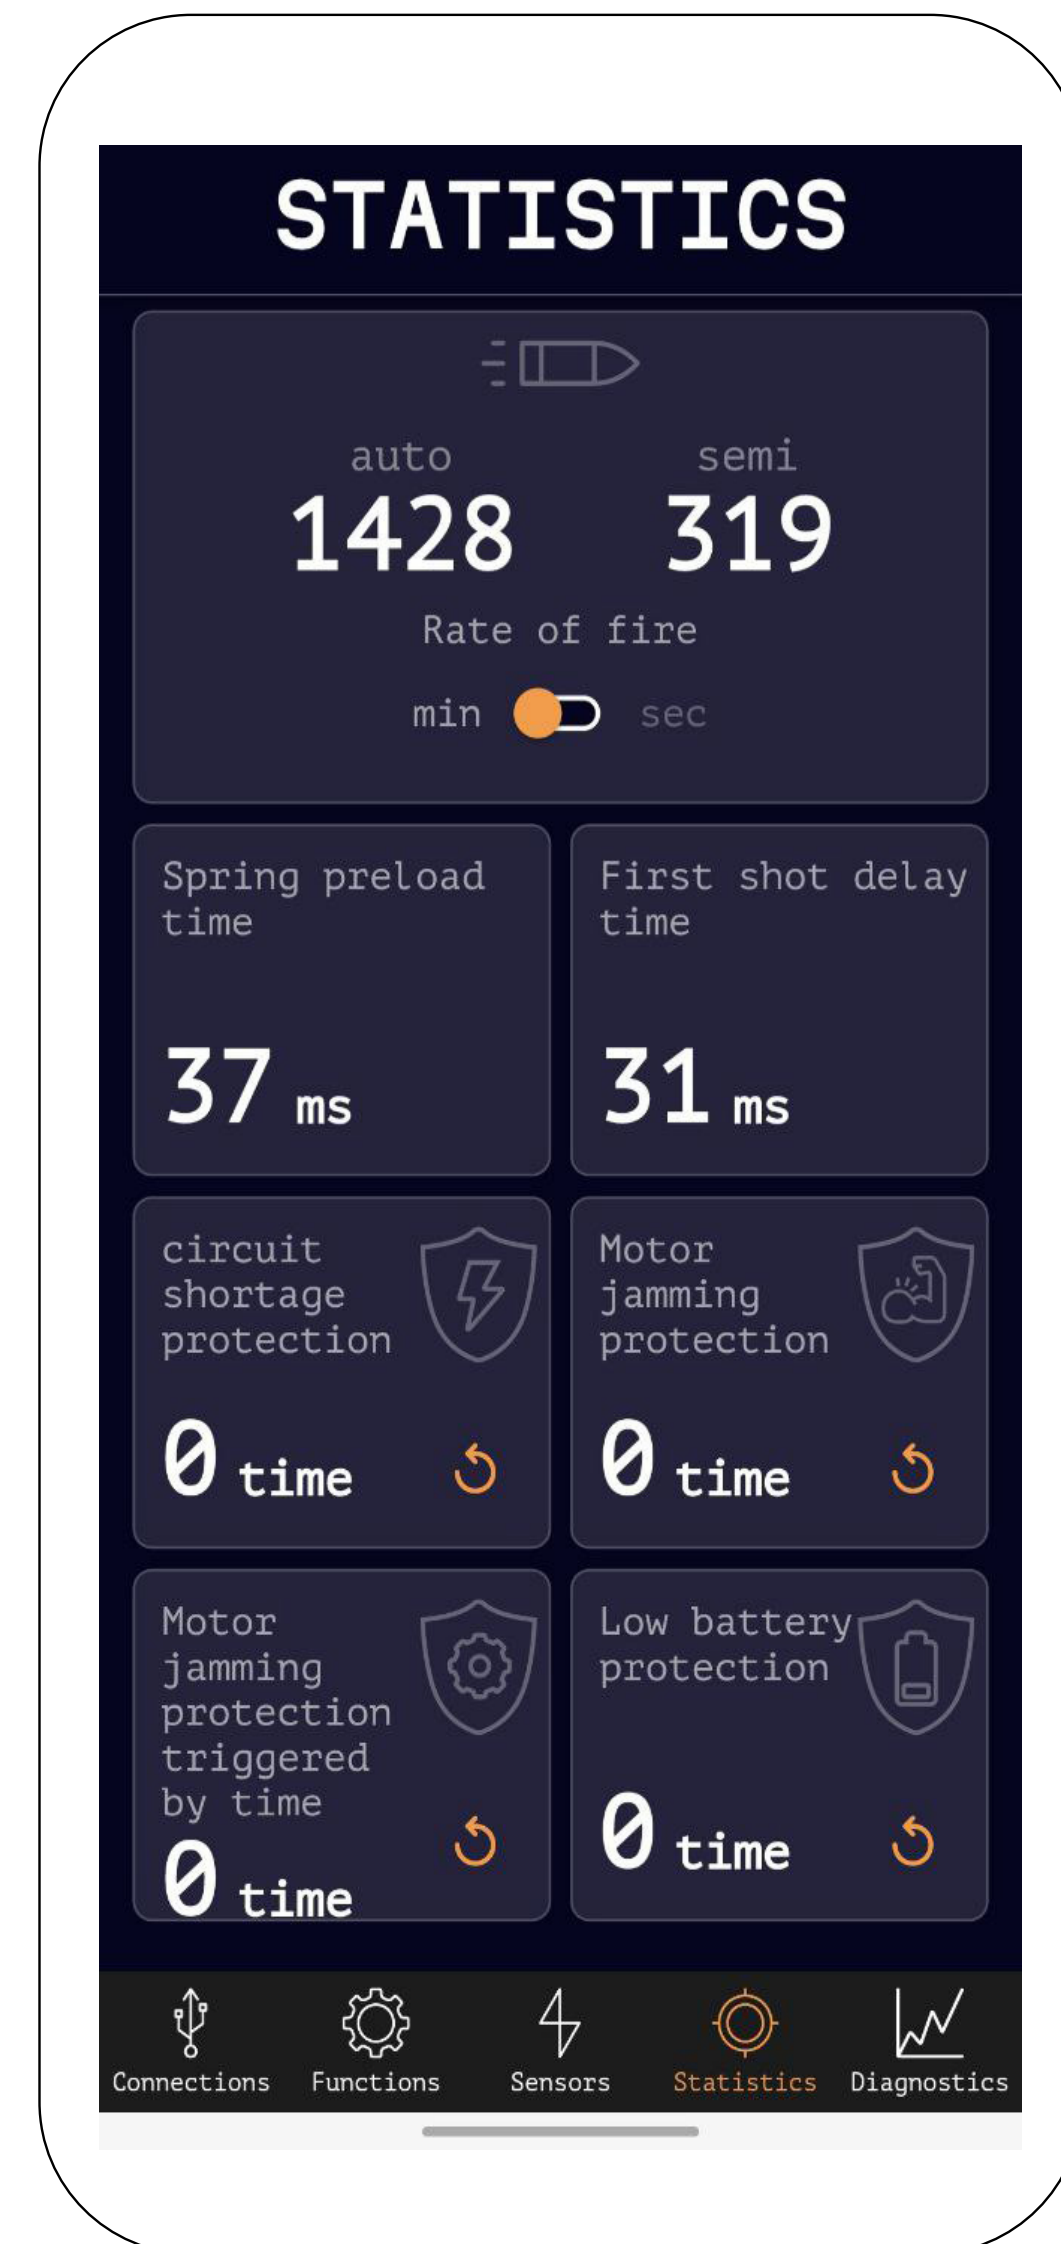 STATISTICS
auto semi
1428 319
Rate of fire
min sec
Spring preload
time
37 ms
First shot delay
time
31 ms
circuit
shortage
protection
0 time
Motor
jamming
protection
0 time
Motor
jamming
protection
triggered
by time
0 time
Low battery
protection
0 time
Connections Functions Sensors Statistics Diagnostics